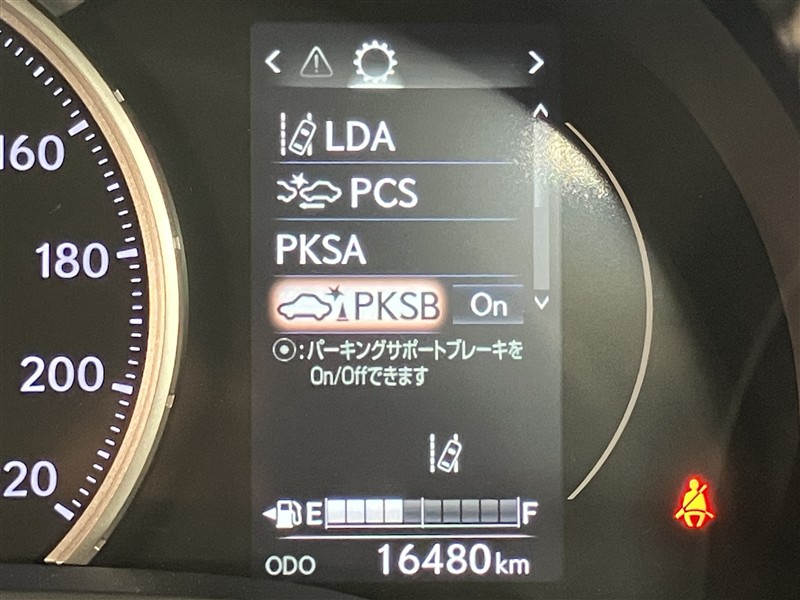 LDA
PCS
PKSA
PKSB On
⦿:パーキングサポートブレーキを
On/Offできます
160
180
200
20
E F
ODO 16480km